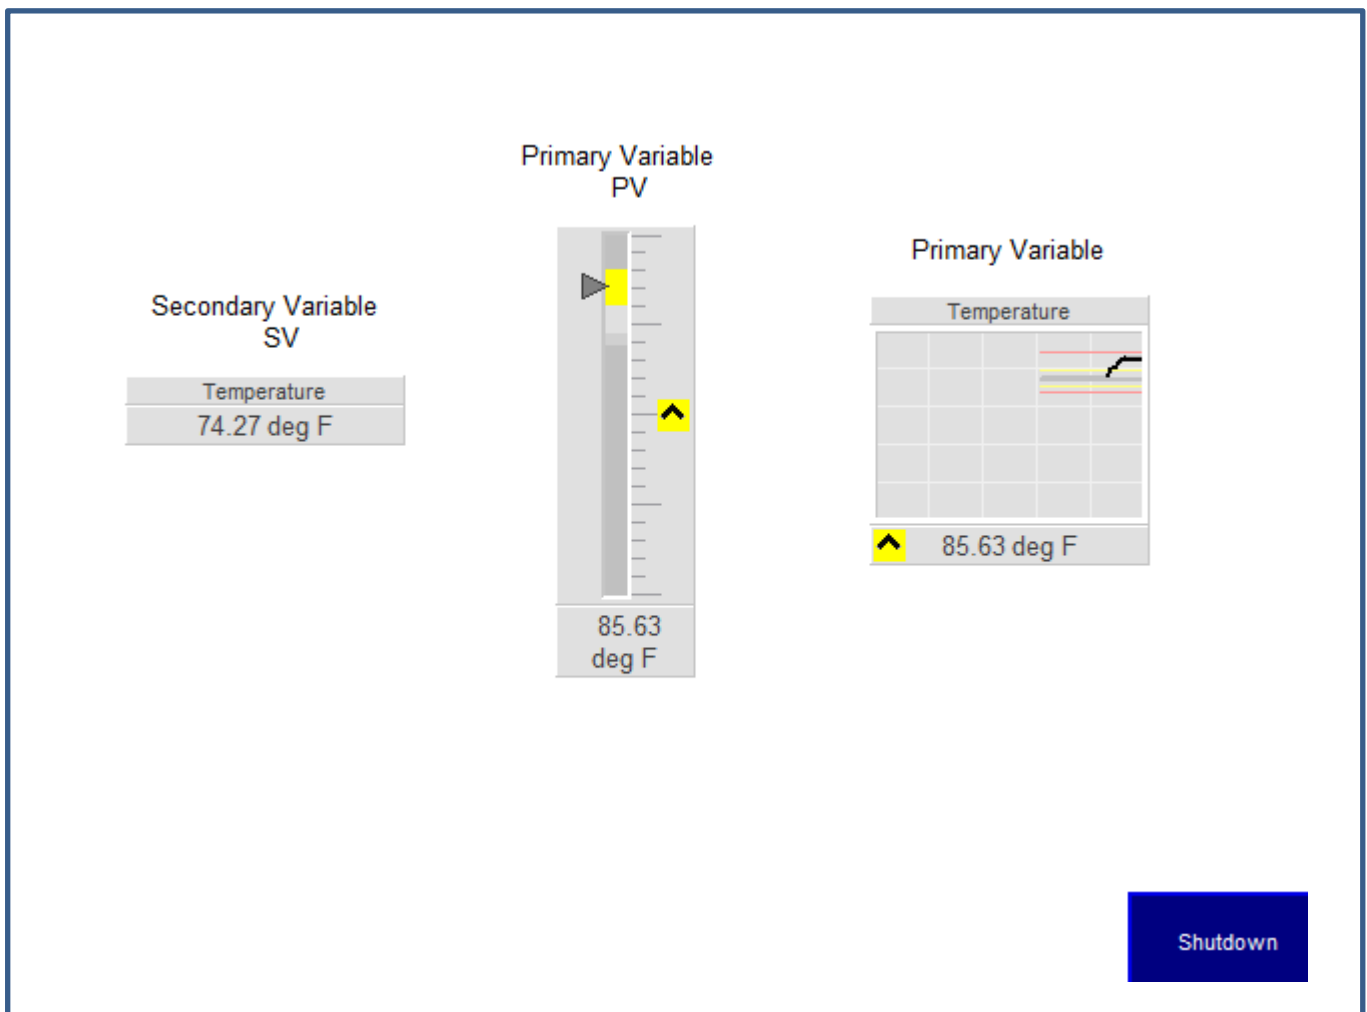 Primary Variable
PV
Primary Variable
Secondary Variable
SV
Temperature
Temperature
74.27 deg F
85.63 deg F
85.63
deg F
Shutdown